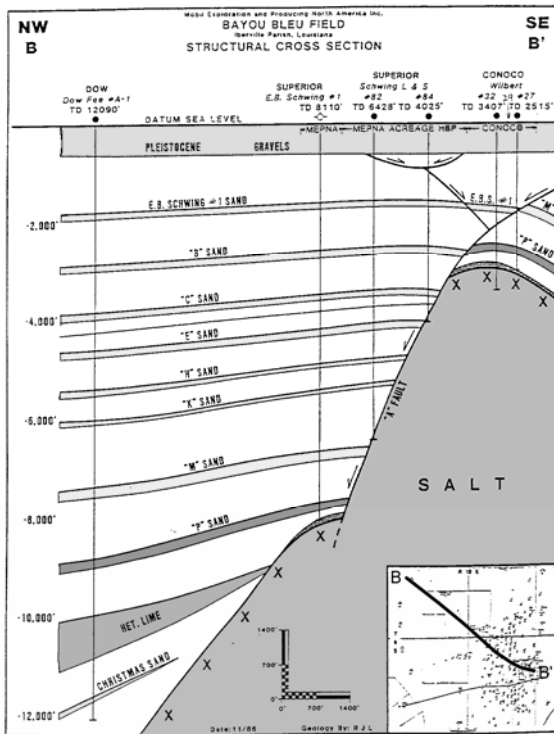 Mobil Exploration and Producing North America Inc.
BAYOU BLEU FIELD
Iberville Parish, Louisiana
STRUCTURAL CROSS SECTION
NW
B
SE
B'
DOW
Dow Fee #A-1
TD 12090'
SUPERIOR
E.B. Schwing #1
TD 8110'
SUPERIOR
Schwing L & S
#82 #84
TD 6428' TD 4025'
CONOCO
Wilbert
#32 29 #27
TD 3407' TD 2515'
DATUM SEA LEVEL
MEPNA MEPNA ACREAGE HBP CONOCO
PLEISTOCENE GRAVELS
E.B. SCHWING #1 SAND
E.B.S. #1
"M"
-2,000'
"P" SAND
"B" SAND
"C" SAND
-4,000'
"E" SAND
"H" SAND
"K" SAND
"A" FAULT
-6,000'
"M" SAND
SALT
-8,000'
"P" SAND
-10,000'
HET. LIME
CHRISTMAS SAND
-12,000'
1400'
700'
0'
0' 700' 1400'
Date: 11/86 Geology By: R J L
B
R 10 E
B'